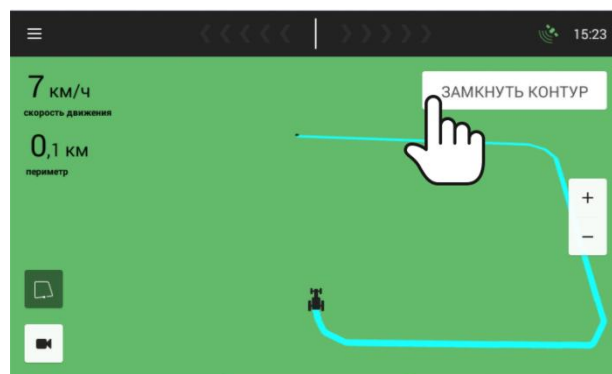 15:23
7 км/ч
скорость движения
ЗАМКНУТЬ КОНТУР
0,1 км
периметр
+
−